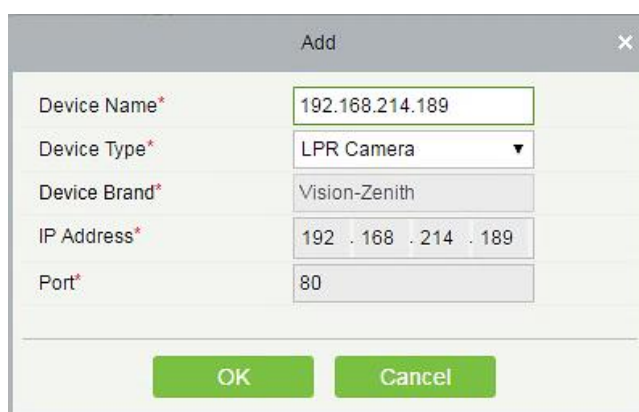 Add ×
Device Name* 192.168.214.189
Device Type* LPR Camera ▼
Device Brand* Vision-Zenith
IP Address* 192 . 168 . 214 . 189
Port* 80
OK Cancel